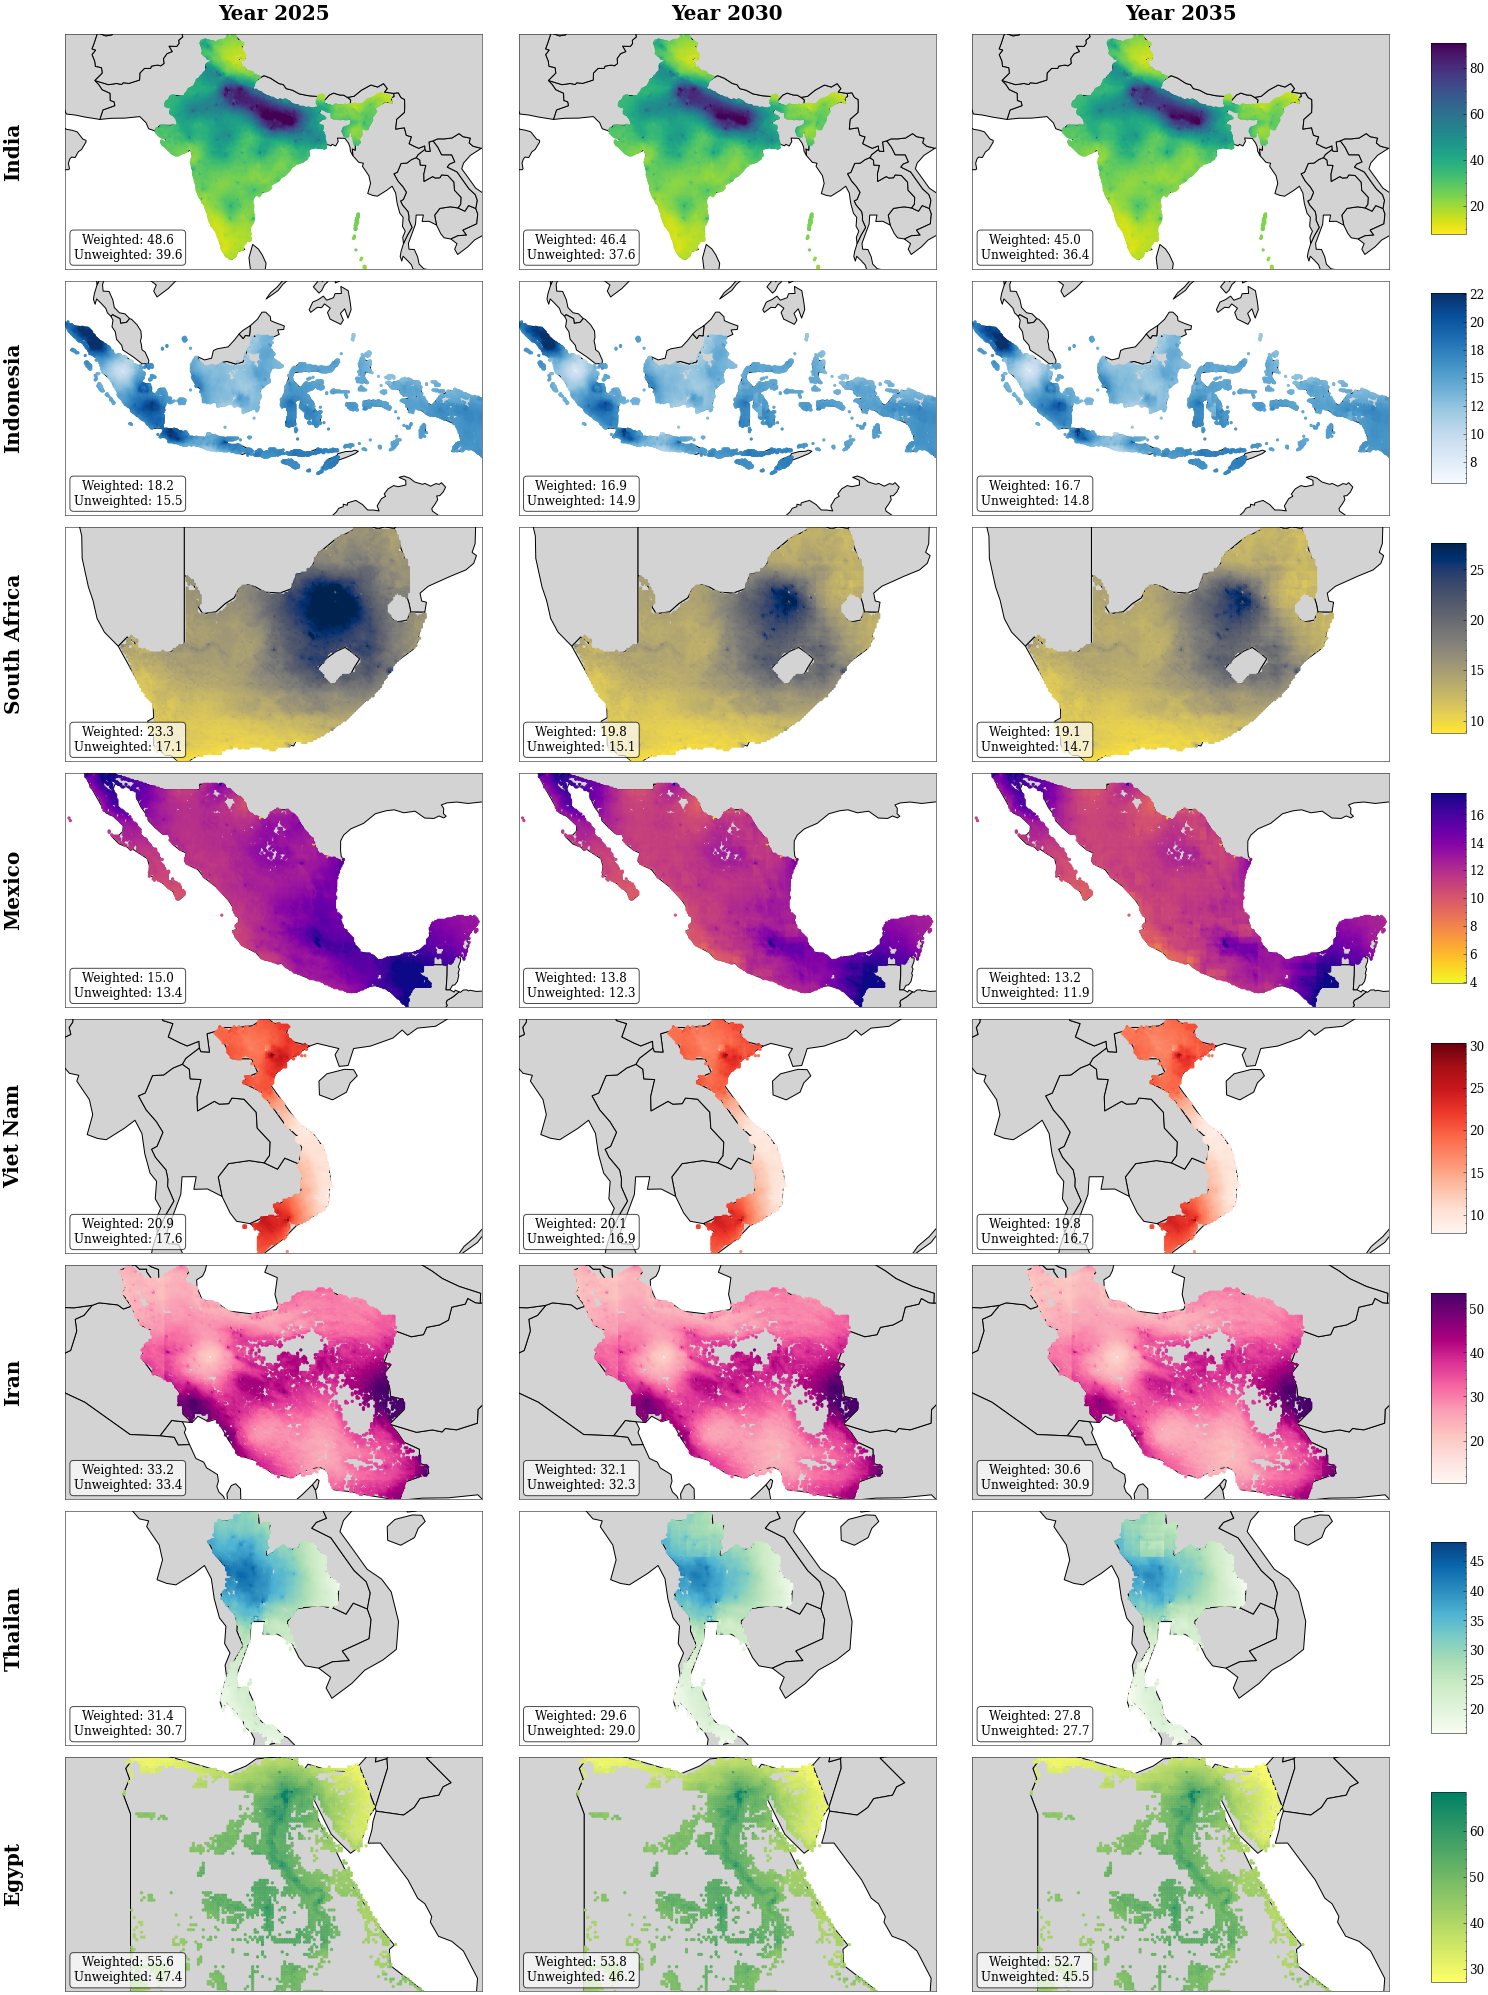 Year 2025
Year 2030
Year 2035
India
Weighted: 48.6
Unweighted: 39.6
Weighted: 46.4
Unweighted: 37.6
Weighted: 45.0
Unweighted: 36.4
80
60
40
20
Indonesia
Weighted: 18.2
Unweighted: 15.5
Weighted: 16.9
Unweighted: 14.9
Weighted: 16.7
Unweighted: 14.8
22
20
18
15
12
10
8
South Africa
Weighted: 23.3
Unweighted: 17.1
Weighted: 19.8
Unweighted: 15.1
Weighted: 19.1
Unweighted: 14.7
25
20
15
10
Mexico
Weighted: 15.0
Unweighted: 13.4
Weighted: 13.8
Unweighted: 12.3
Weighted: 13.2
Unweighted: 11.9
16
14
12
10
8
6
4
Viet Nam
Weighted: 20.9
Unweighted: 17.6
Weighted: 20.1
Unweighted: 16.9
Weighted: 19.8
Unweighted: 16.7
30
25
20
15
10
Iran
Weighted: 33.2
Unweighted: 33.4
Weighted: 32.1
Unweighted: 32.3
Weighted: 30.6
Unweighted: 30.9
50
40
30
20
Thailan
Weighted: 31.4
Unweighted: 30.7
Weighted: 29.6
Unweighted: 29.0
Weighted: 27.8
Unweighted: 27.7
45
40
35
30
25
20
Egypt
Weighted: 55.6
Unweighted: 47.4
Weighted: 53.8
Unweighted: 46.2
Weighted: 52.7
Unweighted: 45.5
60
50
40
30